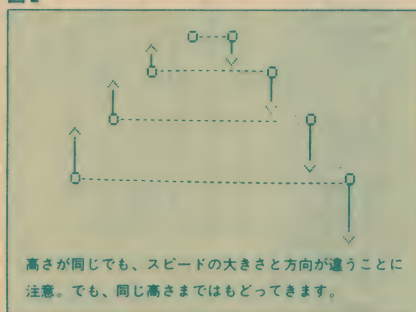 高さが同じでも、スピードの大きさと方向が違うことに
注意。でも、同じ高さまではもどってきます。